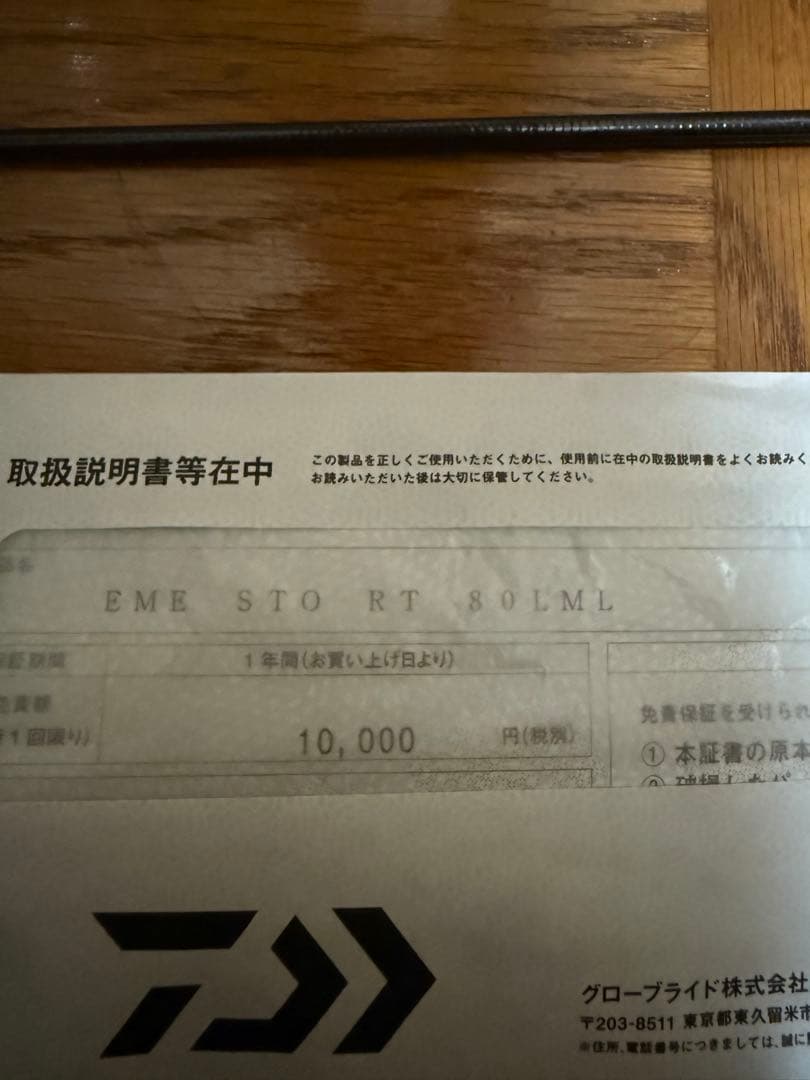 取扱説明書等在中
この製品を正しくご使用いただくために、使用前に在中の取扱説明書をよくお読みく
お読みいただいた後は大切に保管してください。
EME STO RT 80LML
1年間(お買い上げ日より)
10,000 円(税別)
免責保証を受けられ
① 本証書の原本
グローブライド株式会社
〒203-8511 東京都東久留米市
※住所、電話番号につきましては、誠に